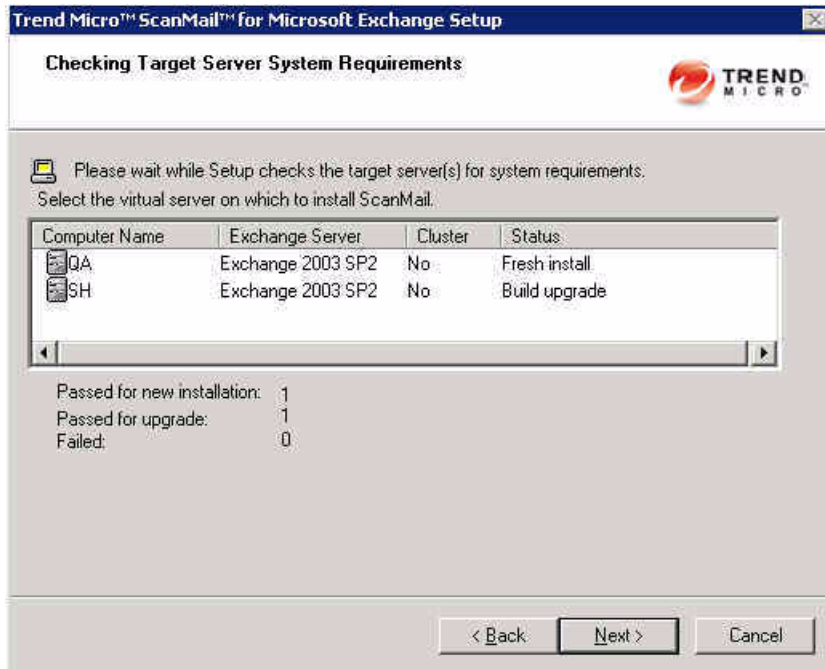 Trend Micro™ ScanMail™ for Microsoft Exchange Setup
Checking Target Server System Requirements
TREND
MICRO™
Please wait while Setup checks the target server(s) for system requirements.
Select the virtual server on which to install ScanMail.
Computer Name Exchange Server Cluster Status
QA Exchange 2003 SP2 No Fresh install
SH Exchange 2003 SP2 No Build upgrade
Passed for new installation: 1
Passed for upgrade: 1
Failed: 0
< Back Next > Cancel